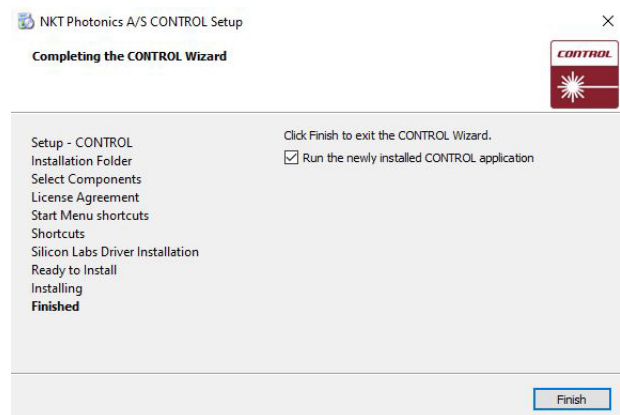 NKT Photonics A/S CONTROL Setup
Completing the CONTROL Wizard
CONTROL
Setup - CONTROL
Installation Folder
Select Components
License Agreement
Start Menu shortcuts
Shortcuts
Silicon Labs Driver Installation
Ready to Install
Installing
Finished
Click Finish to exit the CONTROL Wizard.
Run the newly installed CONTROL application
Finish